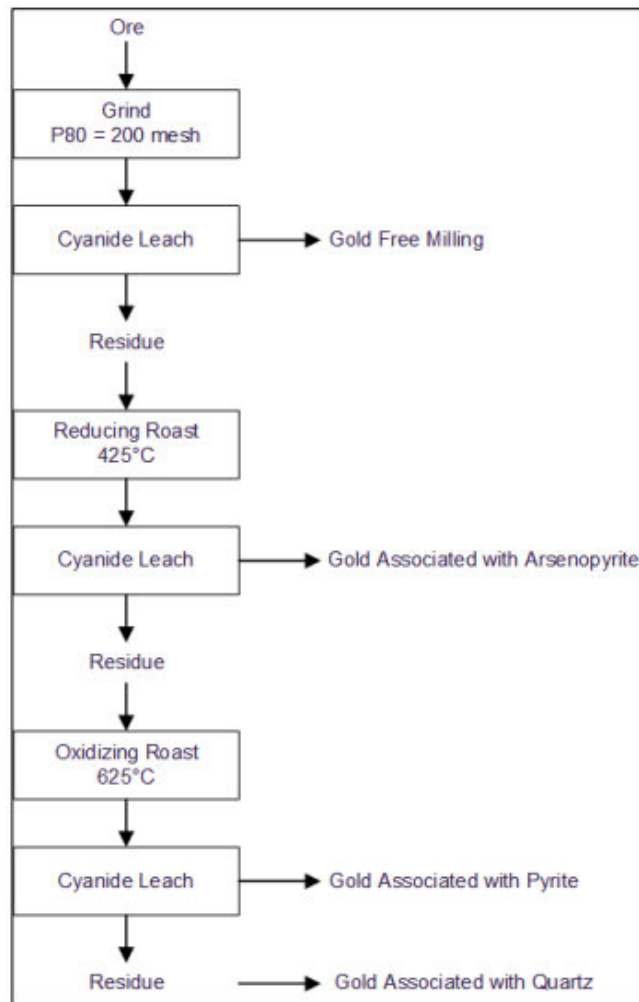 Ore
Grind
P80 = 200 mesh
Cyanide Leach
Gold Free Milling
Residue
Reducing Roast
425°C
Cyanide Leach
Gold Associated with Arsenopyrite
Residue
Oxidizing Roast
625°C
Cyanide Leach
Gold Associated with Pyrite
Residue
Gold Associated with Quartz